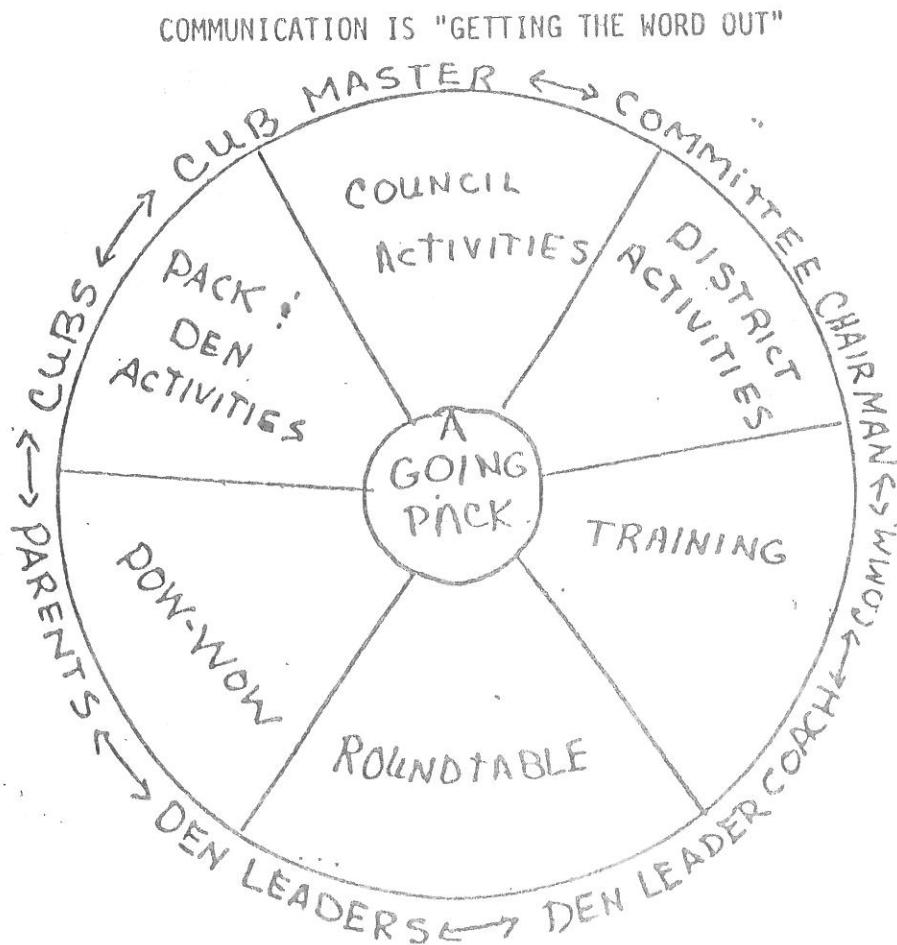 COMMUNICATION IS "GETTING THE WORD OUT"
CUB MASTER ↔ COMMITTEE CHAIRMAN ↔ COMM. ↔ DEN LEADER COACH ↔ DEN LEADERS ↔ PARENTS ↔ CUBS ↔
COUNCIL
ACTIVITIES
DISTRICT
ACTIVITIES
TRAINING
ROUNDTABLE
POW-WOW
PACK &
DEN
ACTIVITIES
A
GOING
PACK